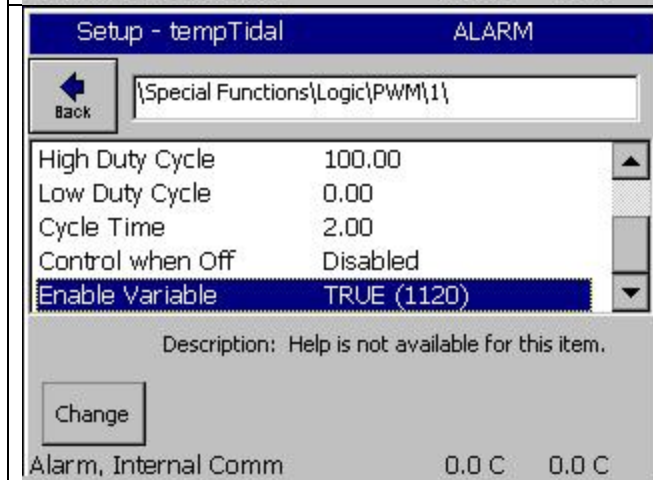 Setup - tempTidal ALARM
Back \Special Functions\Logic\PWM\1\
High Duty Cycle 100.00
Low Duty Cycle 0.00
Cycle Time 2.00
Control when Off Disabled
Enable Variable TRUE (1120)
Description: Help is not available for this item.
Change
Alarm, Internal Comm 0.0 C 0.0 C